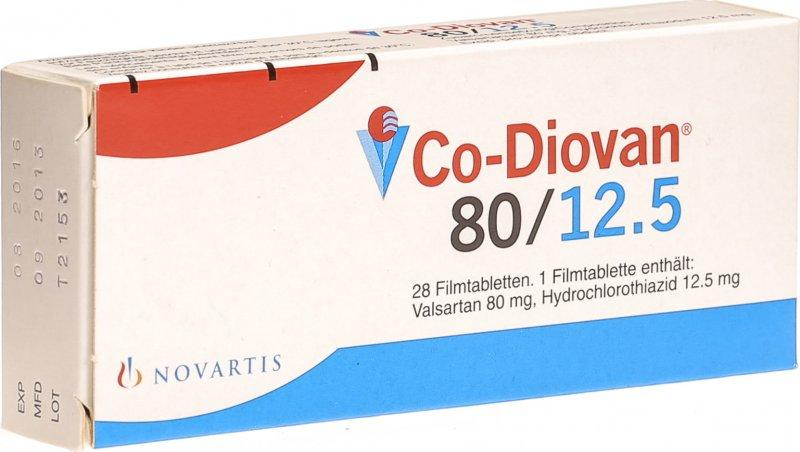 Co-Diovan®
80/12.5
28 Filmtabletten. 1 Filmtablette enthält:
Valsartan 80 mg, Hydrochlorothiazid 12.5 mg
NOVARTIS
EXP 08 2016
MFD 09 2013
LOT T2153